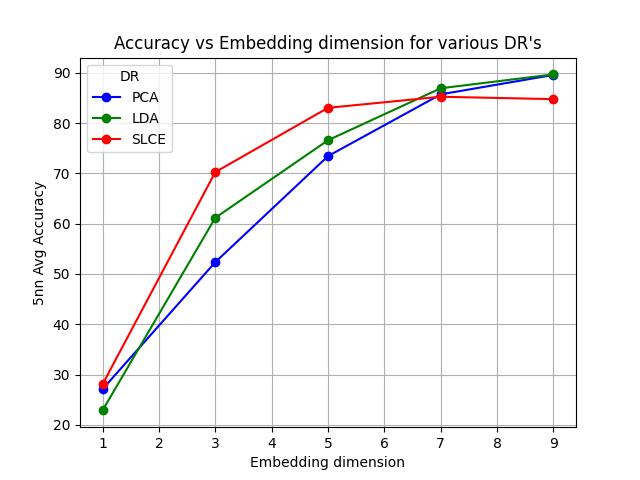 Accuracy vs Embedding dimension for various DR's
DR
PCA
LDA
SLCE
5nn Avg Accuracy
90
80
70
60
50
40
30
20
1 2 3 4 5 6 7 8 9
Embedding dimension